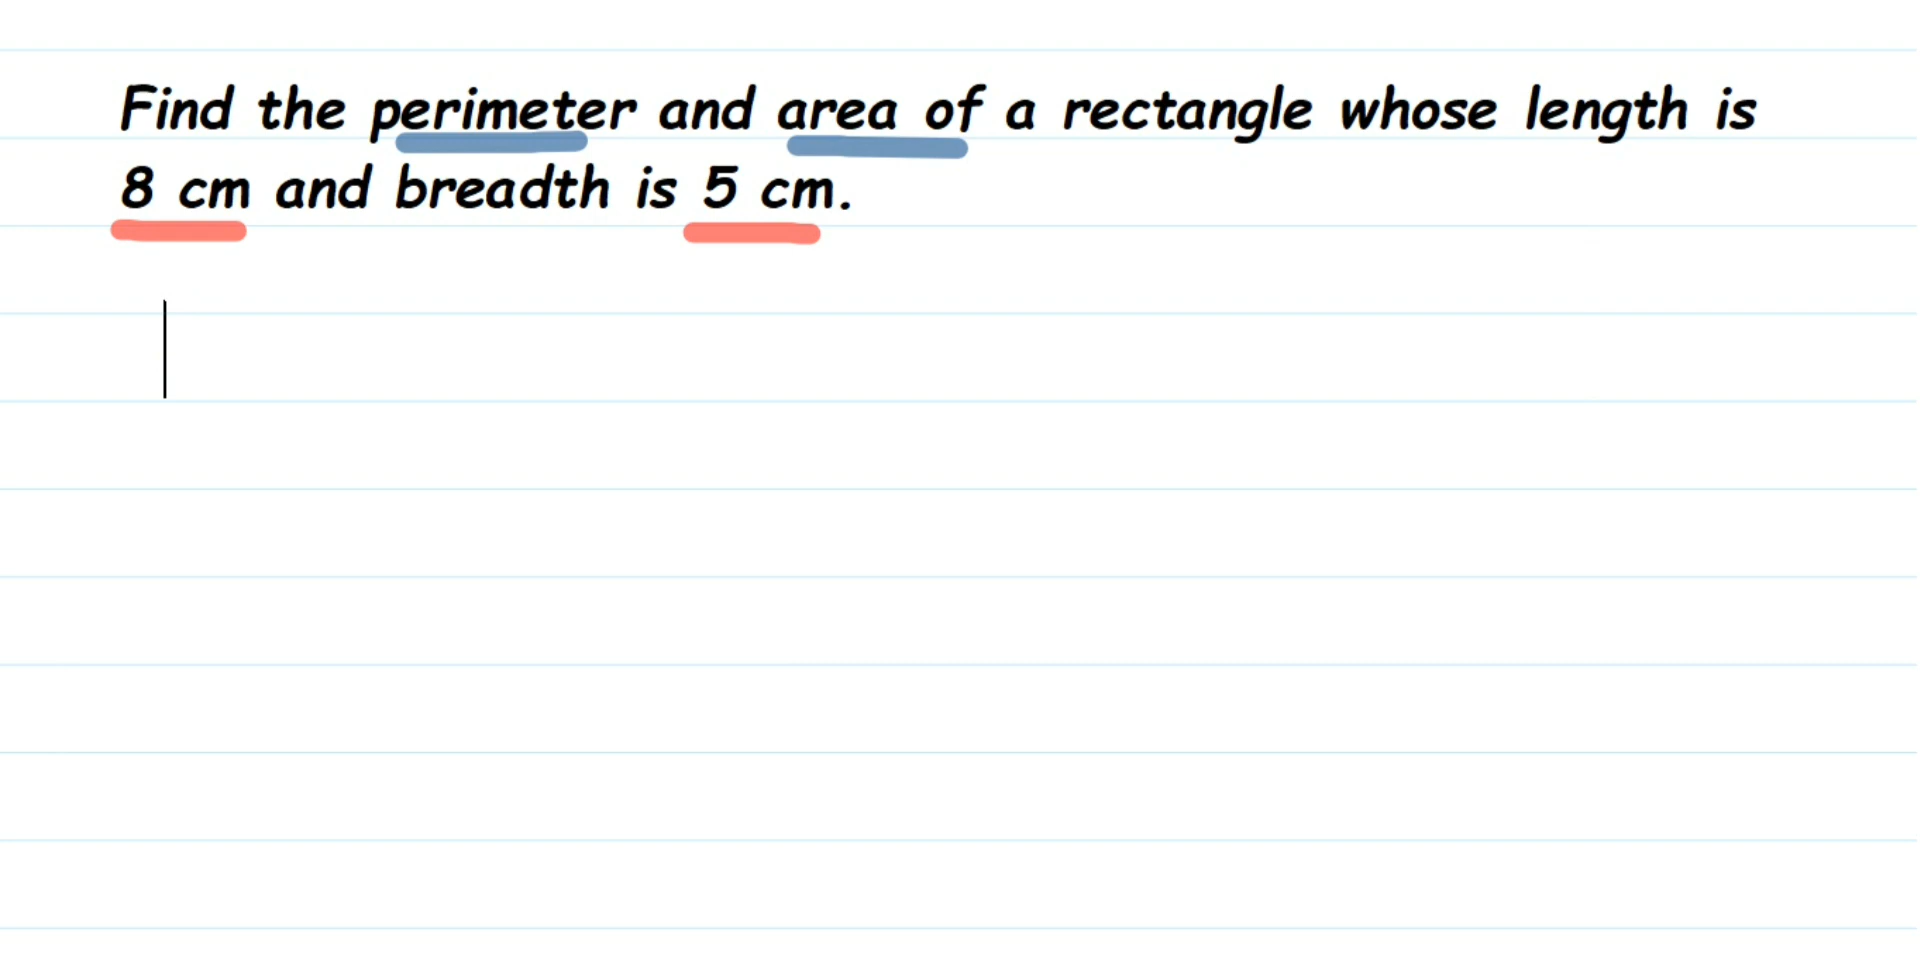 Find the perimeter and area of a rectangle whose length is
8 cm and breadth is 5 cm.